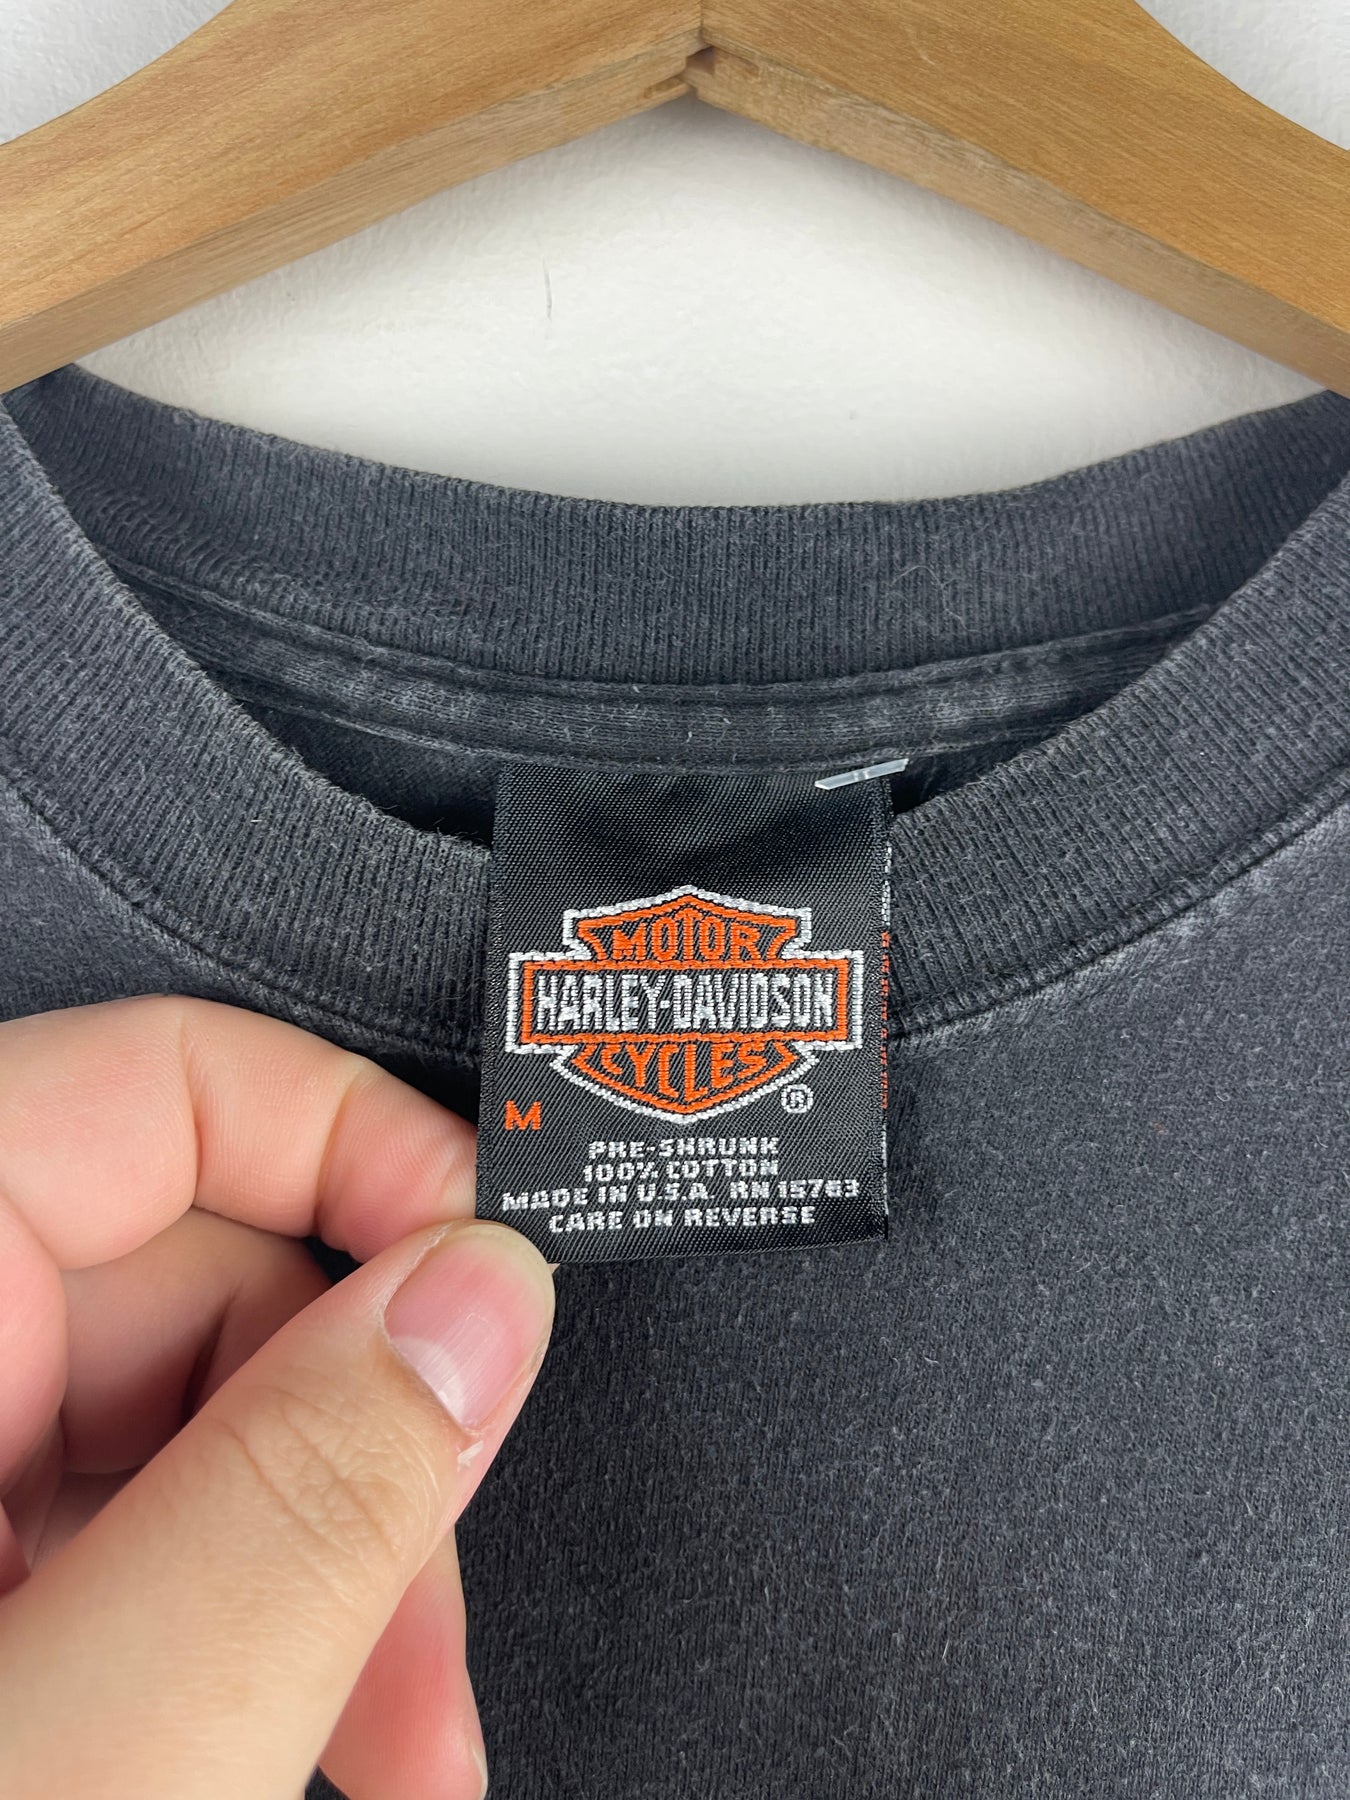 MOTOR
HARLEY-DAVIDSON
CYCLES
®
M
PRE-SHRUNK
100% COTTON
MADE IN U.S.A. RN 15763
CARE ON REVERSE